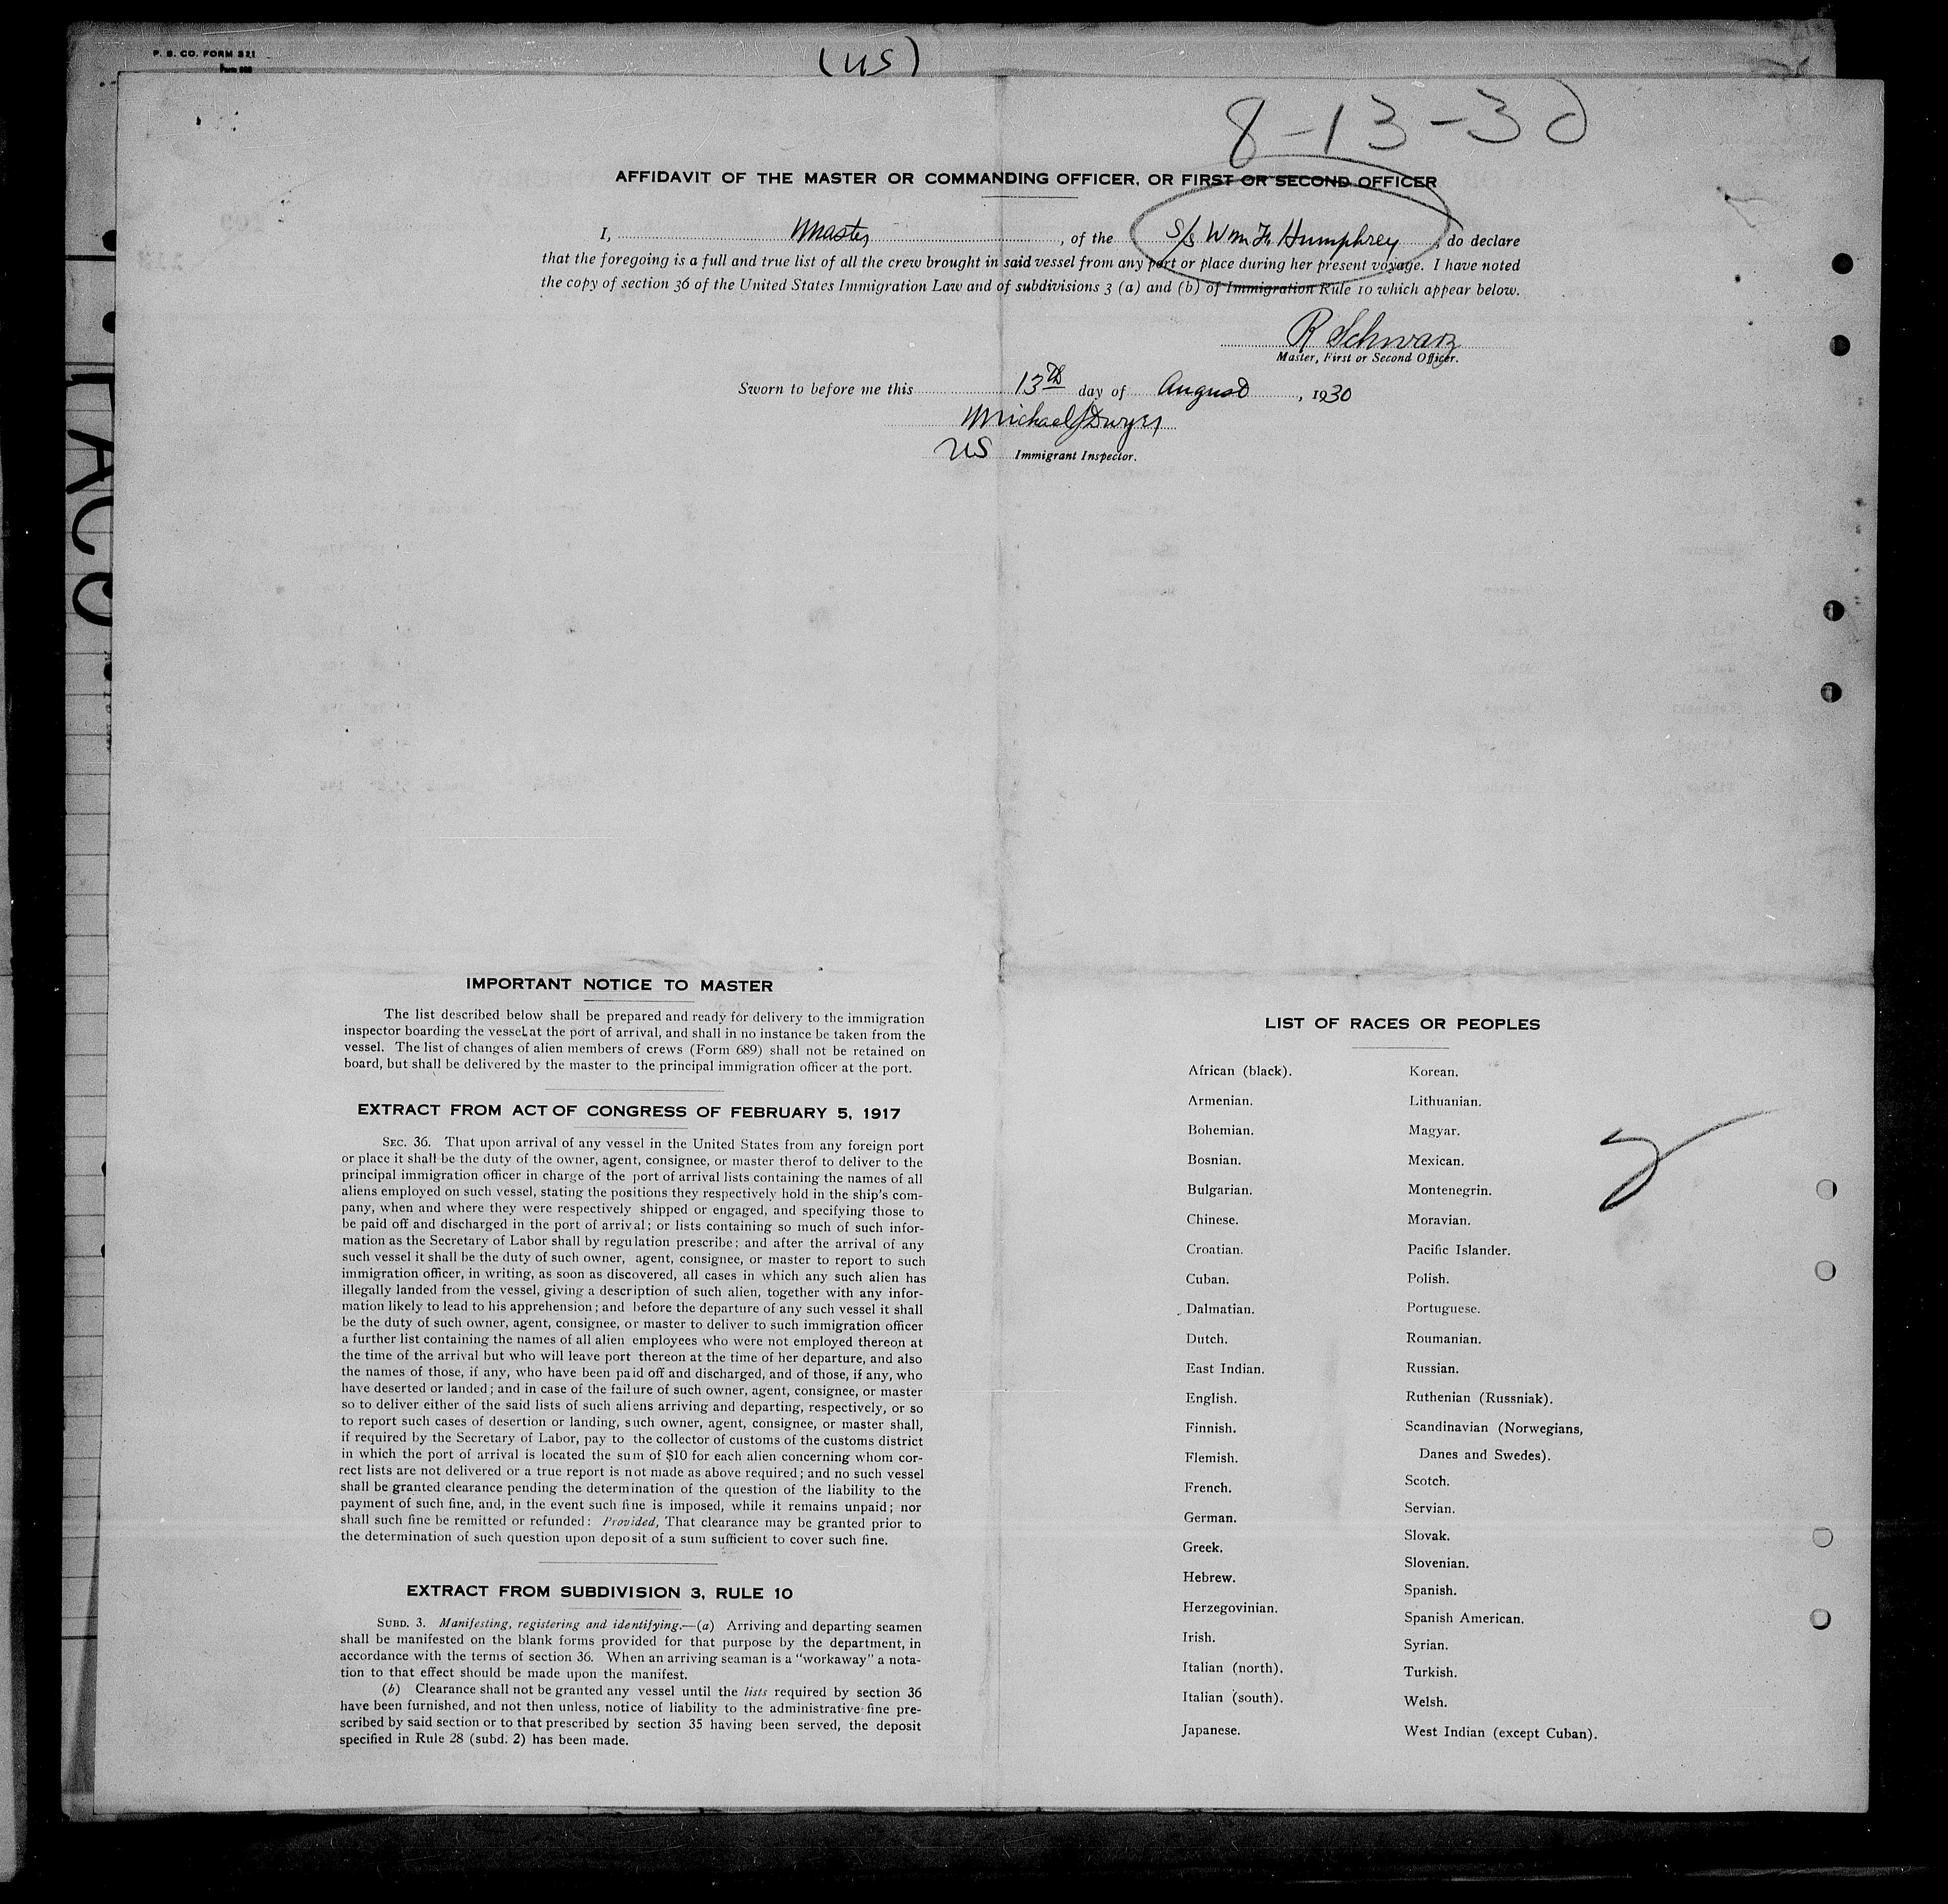 P. B. CO. FORM 221
(US)
8-13-30
AFFIDAVIT OF THE MASTER OR COMMANDING OFFICER, OR FIRST OR SECOND OFFICER
I, Master, of the S/S Wm F. Humphrey, do declare
that the foregoing is a full and true list of all the crew brought in said vessel from any port or place during her present voyage. I have noted
the copy of section 36 of the United States Immigration Law and of subdivisions 3 (a) and (b) of Immigration Rule 10 which appear below.
R Schwarz
Master, First or Second Officer.
Sworn to before me this 13th day of August, 1930
Michael J Dwyer
US Immigrant Inspector.
IMPORTANT NOTICE TO MASTER
The list described below shall be prepared and ready for delivery to the immigration
inspector boarding the vessel at the port of arrival, and shall in no instance be taken from the
vessel. The list of changes of alien members of crews (Form 689) shall not be retained on
board, but shall be delivered by the master to the principal immigration officer at the port.
EXTRACT FROM ACT OF CONGRESS OF FEBRUARY 5, 1917
SEC. 36. That upon arrival of any vessel in the United States from any foreign port
or place it shall be the duty of the owner, agent, consignee, or master therof to deliver to the
principal immigration officer in charge of the port of arrival lists containing the names of all
aliens employed on such vessel, stating the positions they respectively hold in the ship's com-
pany, when and where they were respectively shipped or engaged, and specifying those to
be paid off and discharged in the port of arrival; or lists containing so much of such infor-
mation as the Secretary of Labor shall by regulation prescribe; and after the arrival of any
such vessel it shall be the duty of such owner, agent, consignee, or master to report to such
immigration officer, in writing, as soon as discovered, all cases in which any such alien has
illegally landed from the vessel, giving a description of such alien, together with any infor-
mation likely to lead to his apprehension; and before the departure of any such vessel it shall
be the duty of such owner, agent, consignee, or master to deliver to such immigration officer
a further list containing the names of all alien employees who were not employed thereon at
the time of the arrival but who will leave port thereon at the time of her departure, and also
the names of those, if any, who have been paid off and discharged, and of those, if any, who
have deserted or landed; and in case of the failure of such owner, agent, consignee, or master
so to deliver either of the said lists of such aliens arriving and departing, respectively, or so
to report such cases of desertion or landing, such owner, agent, consignee, or master shall,
if required by the Secretary of Labor, pay to the collector of customs of the customs district
in which the port of arrival is located the sum of $10 for each alien concerning whom cor-
rect lists are not delivered or a true report is not made as above required; and no such vessel
shall be granted clearance pending the determination of the question of the liability to the
payment of such fine, and, in the event such fine is imposed, while it remains unpaid; nor
shall such fine be remitted or refunded: Provided, That clearance may be granted prior to
the determination of such question upon deposit of a sum sufficient to cover such fine.
EXTRACT FROM SUBDIVISION 3, RULE 10
SUBD. 3. Manifesting, registering and identifying.—(a) Arriving and departing seamen
shall be manifested on the blank forms provided for that purpose by the department, in
accordance with the terms of section 36. When an arriving seaman is a "workaway" a nota-
tion to that effect should be made upon the manifest.
(b) Clearance shall not be granted any vessel until the lists required by section 36
have been furnished, and not then unless, notice of liability to the administrative fine pre-
scribed by said section or to that prescribed by section 35 having been served, the deposit
specified in Rule 28 (subd. 2) has been made.
LIST OF RACES OR PEOPLES
African (black).
Armenian.
Bohemian.
Bosnian.
Bulgarian.
Chinese.
Croatian.
Cuban.
Dalmatian.
Dutch.
East Indian.
English.
Finnish.
Flemish.
French.
German.
Greek.
Hebrew.
Herzegovinian.
Irish.
Italian (north).
Italian (south).
Japanese.
Korean.
Lithuanian.
Magyar.
Mexican.
Montenegrin.
Moravian.
Pacific Islander.
Polish.
Portuguese.
Roumanian.
Russian.
Ruthenian (Russniak).
Scandinavian (Norwegians,
Danes and Swedes).
Scotch.
Servian.
Slovak.
Slovenian.
Spanish.
Spanish American.
Syrian.
Turkish.
Welsh.
West Indian (except Cuban).